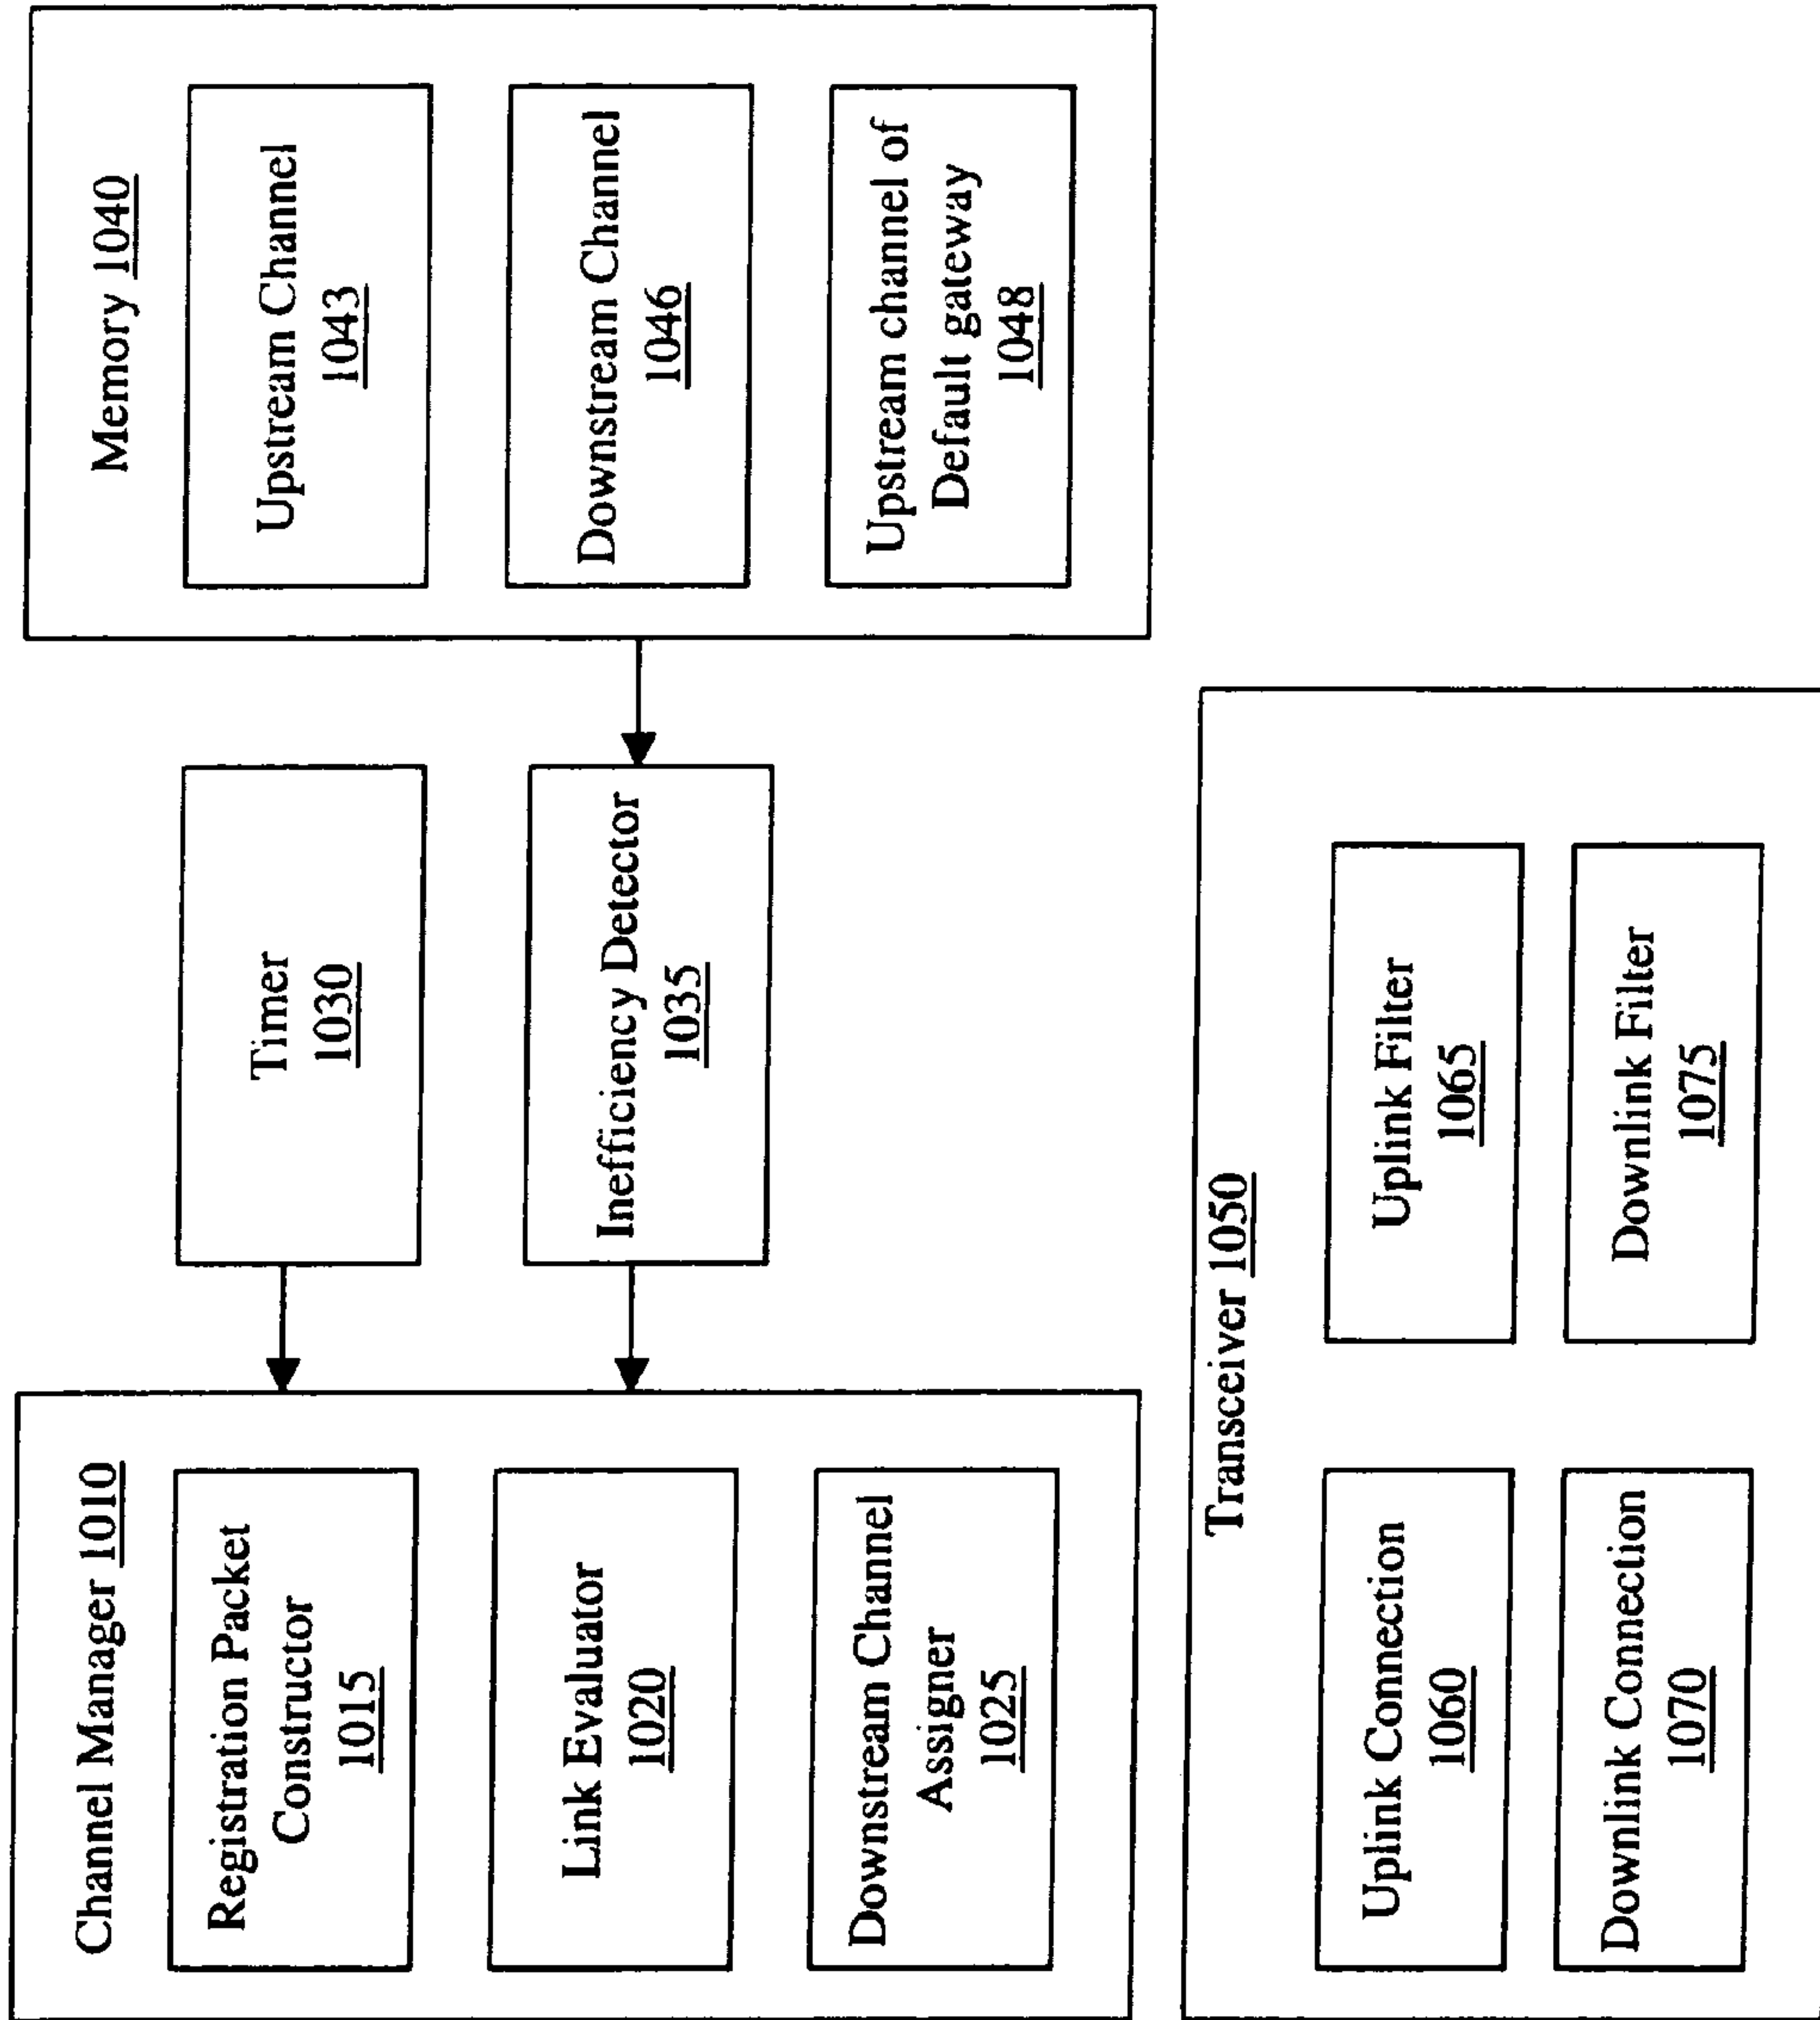 Channel Manager 1010
Registration Packet
Constructor
1015
Link Evaluator
1020
Downstream Channel
Assigner
1025
Timer
1030
Inefficiency Detector
1035
Memory 1040
Upstream Channel
1043
Downstream Channel
1046
Upstream channel of
Default gateway
1048
Transceiver 1050
Uplink Connection
1060
Uplink Filter
1065
Downlink Connection
1070
Downlink Filter
1075